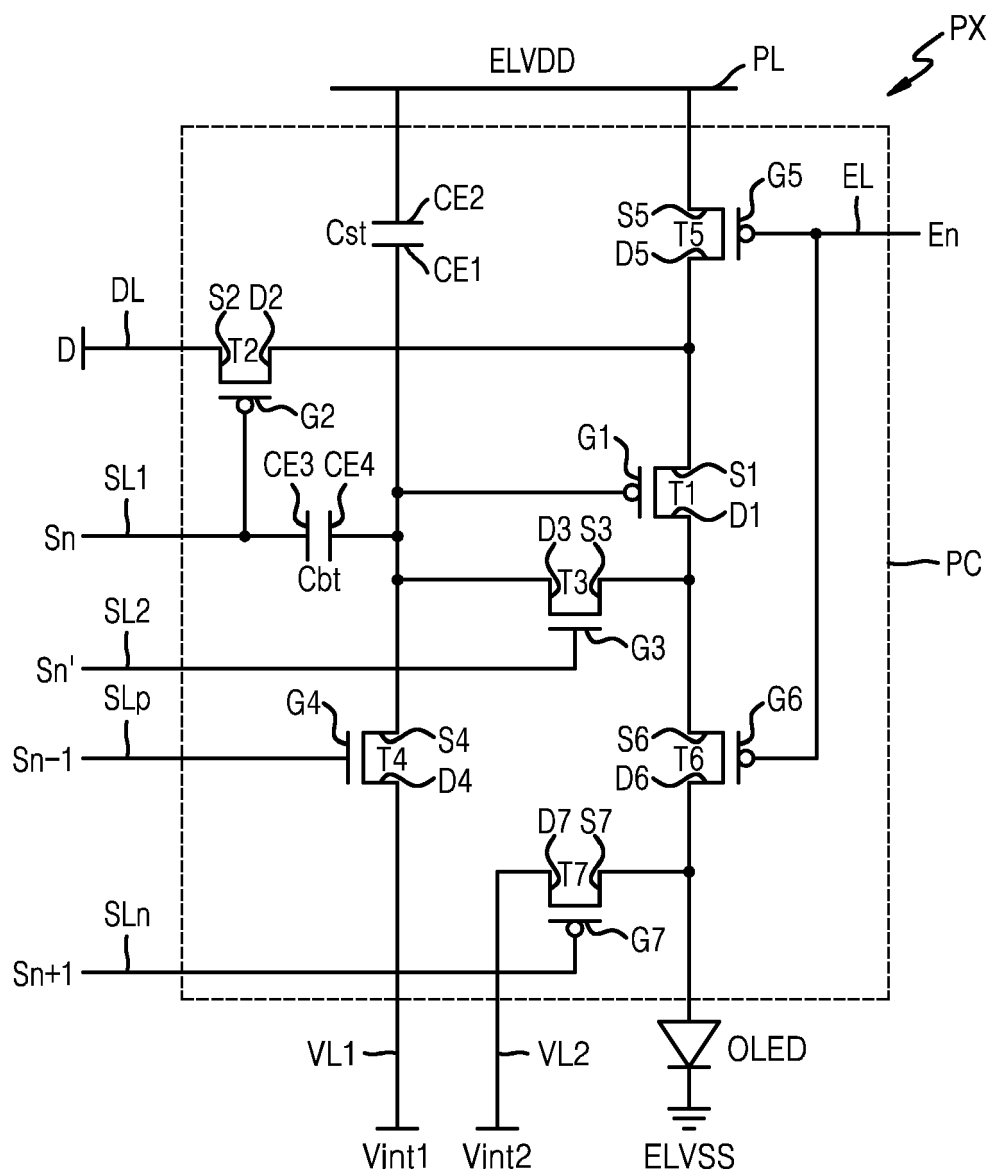 PX
ELVDD
PL
G5
EL
CE2
S5
Cst
T5
En
CE1
D5
DL
S2 D2
D
T2
G2
G1
CE3 CE4
S1
SL1
T1
Sn
D1
D3 S3
Cbt
T3
PC
SL2
G3
Sn'
SLp
G4
G6
S4
S6
Sn-1
T4
T6
D4
D6
D7 S7
T7
SLn
G7
Sn+1
VL1
VL2
OLED
Vint1
Vint2
ELVSS